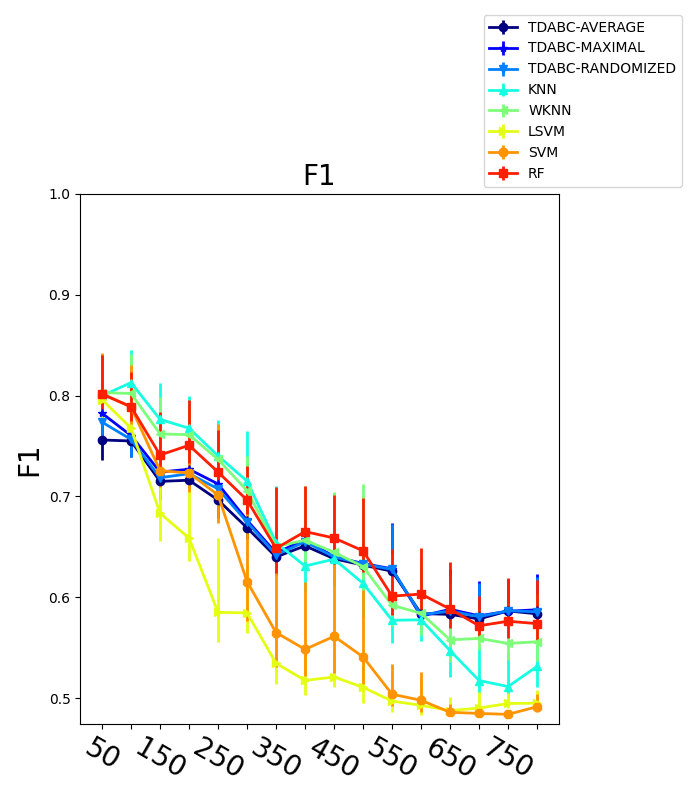 TDABC-AVERAGE
TDABC-MAXIMAL
TDABC-RANDOMIZED
KNN
WKNN
LSVM
SVM
RF
F1
1.0
0.9
0.8
0.7
0.6
0.5
F1
50 150 250 350 450 550 650 750